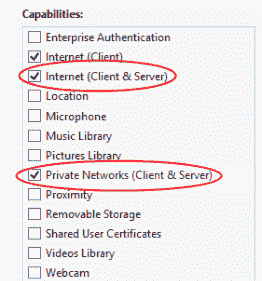 Capabilities:
Enterprise Authentication
Internet (Client)
Internet (Client & Server)
Location
Microphone
Music Library
Pictures Library
Private Networks (Client & Server)
Proximity
Removable Storage
Shared User Certificates
Videos Library
Webcam